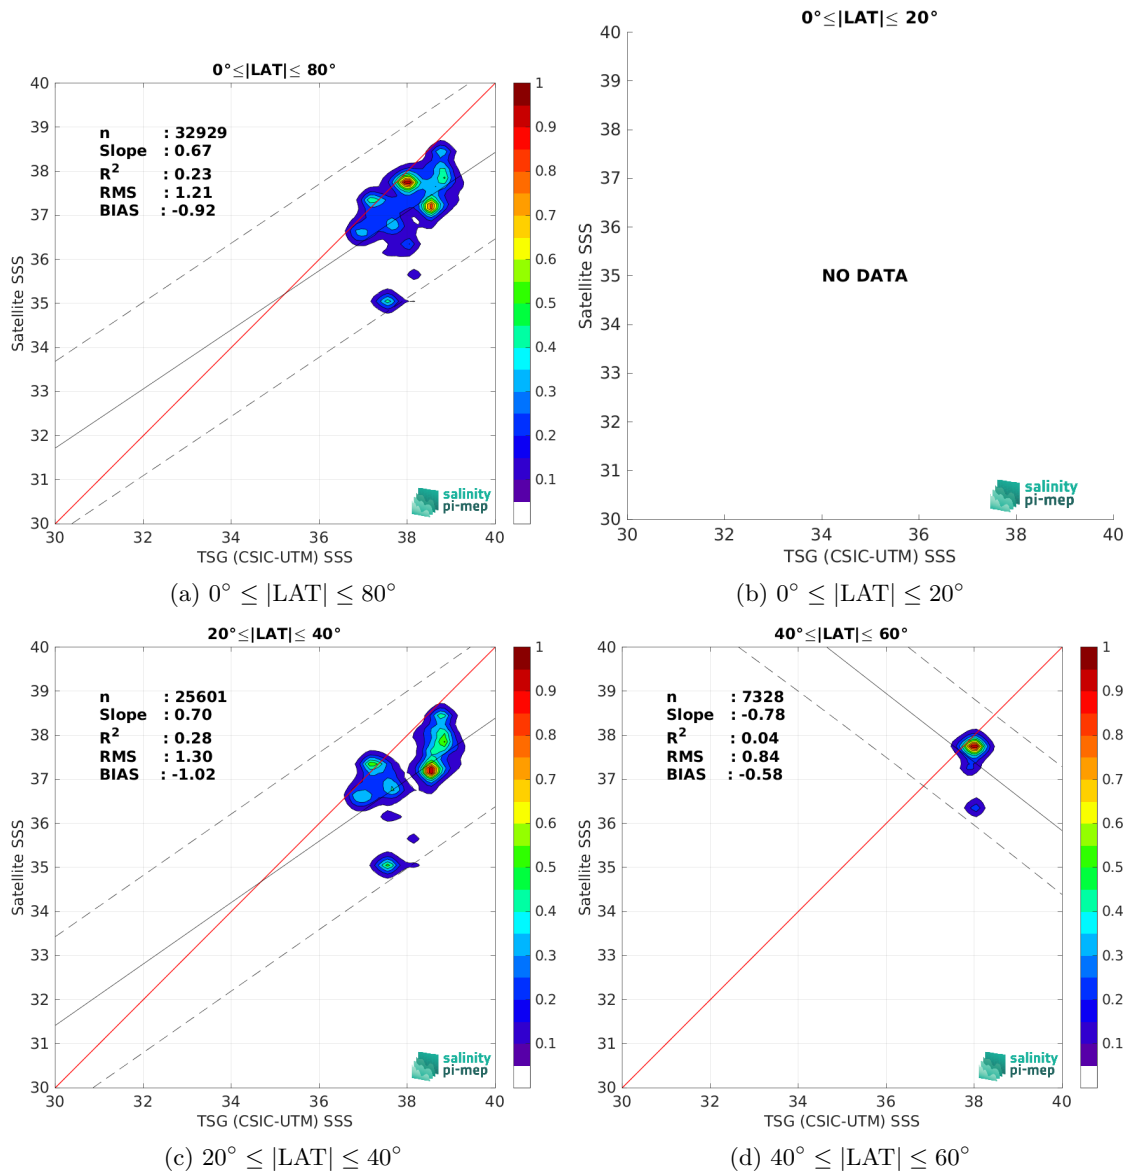 0°≤|LAT|≤ 80°
n : 32929
Slope : 0.67
R² : 0.23
RMS : 1.21
BIAS : -0.92
40
39
38
37
36
35
34
33
32
31
30
30 32 34 36 38 40
Satellite SSS
TSG (CSIC-UTM) SSS
1
0.9
0.8
0.7
0.6
0.5
0.4
0.3
0.2
0.1
salinity
pi-mep
(a) 0° ≤ |LAT| ≤ 80°
0°≤|LAT|≤ 20°
40
39
38
37
36
35
34
33
32
31
30
30 32 34 36 38 40
Satellite SSS
NO DATA
TSG (CSIC-UTM) SSS
salinity
pi-mep
(b) 0° ≤ |LAT| ≤ 20°
20°≤|LAT|≤ 40°
n : 25601
Slope : 0.70
R² : 0.28
RMS : 1.30
BIAS : -1.02
40
39
38
37
36
35
34
33
32
31
30
30 32 34 36 38 40
Satellite SSS
TSG (CSIC-UTM) SSS
1
0.9
0.8
0.7
0.6
0.5
0.4
0.3
0.2
0.1
salinity
pi-mep
(c) 20° ≤ |LAT| ≤ 40°
40°≤|LAT|≤ 60°
n : 7328
Slope : -0.78
R² : 0.04
RMS : 0.84
BIAS : -0.58
40
39
38
37
36
35
34
33
32
31
30
30 32 34 36 38 40
Satellite SSS
TSG (CSIC-UTM) SSS
1
0.9
0.8
0.7
0.6
0.5
0.4
0.3
0.2
0.1
salinity
pi-mep
(d) 40° ≤ |LAT| ≤ 60°